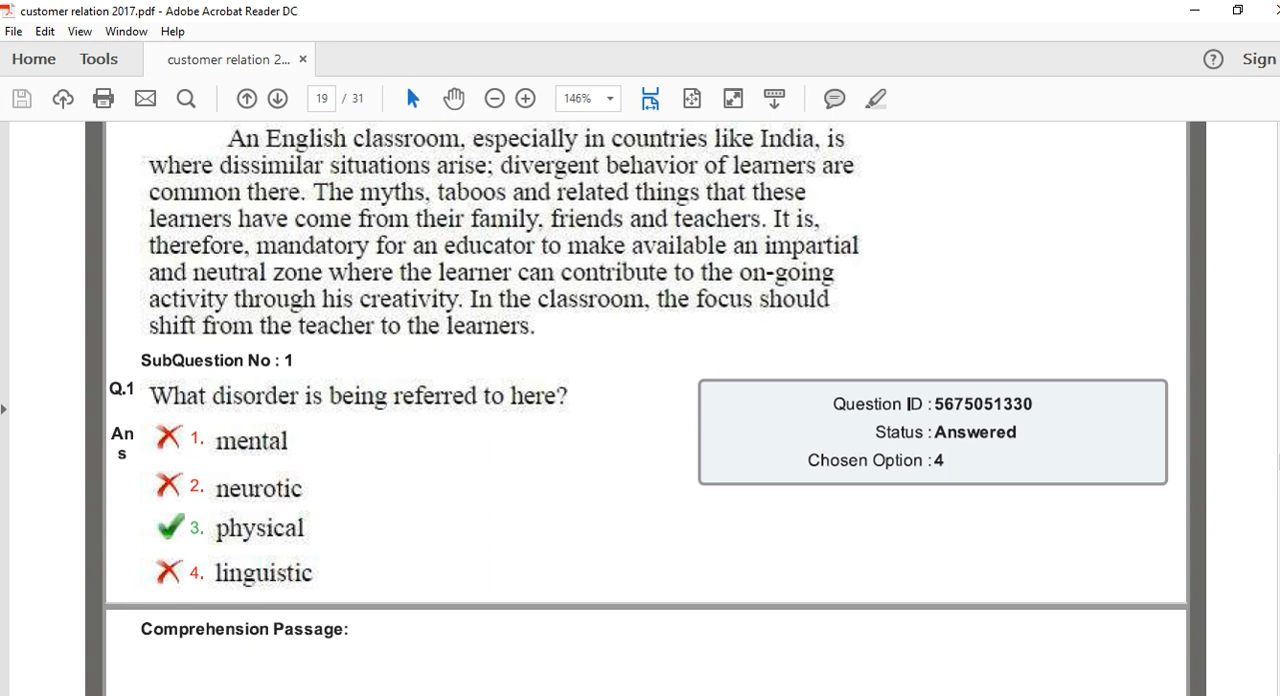 customer relation 2017.pdf - Adobe Acrobat Reader DC
File Edit View Window Help
Home Tools customer relation 2... × ? Sign
19 / 31 146%
An English classroom, especially in countries like India, is
where dissimilar situations arise; divergent behavior of learners are
common there. The myths, taboos and related things that these
learners have come from their family, friends and teachers. It is,
therefore, mandatory for an educator to make available an impartial
and neutral zone where the learner can contribute to the on-going
activity through his creativity. In the classroom, the focus should
shift from the teacher to the learners.
SubQuestion No : 1
Q.1 What disorder is being referred to here?
Ans
1. mental
2. neurotic
3. physical
4. linguistic
Question ID : 5675051330
Status : Answered
Chosen Option : 4
Comprehension Passage: